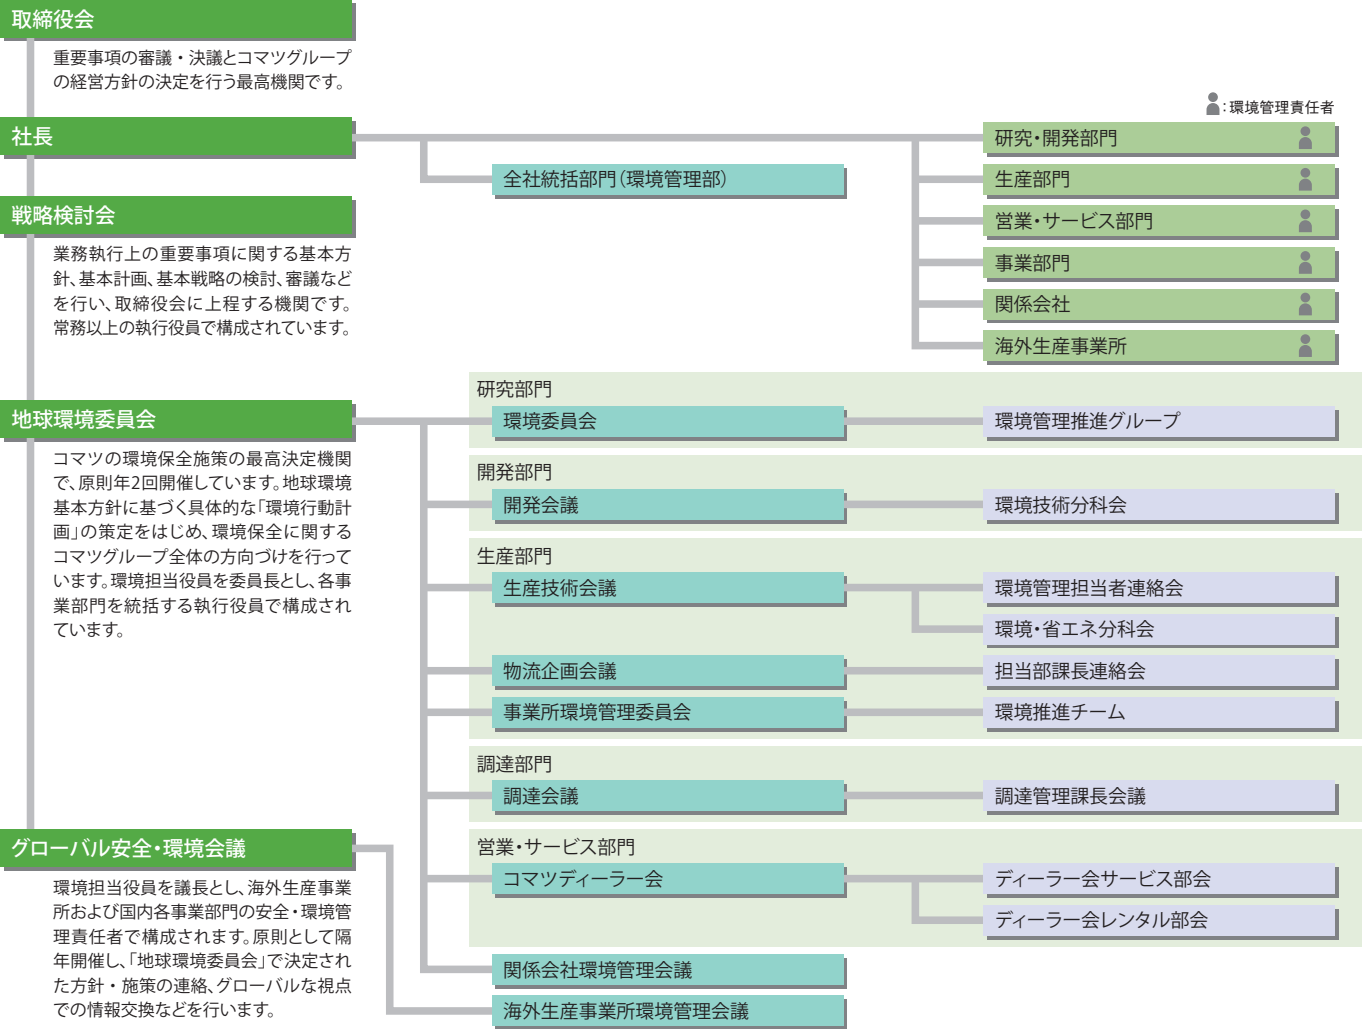 取締役会
重要事項の審議・決議とコマツグループ
の経営方針の決定を行う最高機関です。
:環境管理責任者
社長
研究・開発部門
全社統括部門(環境管理部)
生産部門
戦略検討会
営業・サービス部門
業務執行上の重要事項に関する基本方
針、基本計画、基本戦略の検討、審議など
を行い、取締役会に上程する機関です。
常務以上の執行役員で構成されています。
事業部門
関係会社
海外生産事業所
地球環境委員会
コマツの環境保全施策の最高決定機関
で、原則年2回開催しています。地球環境
基本方針に基づく具体的な「環境行動計
画」の策定をはじめ、環境保全に関する
コマツグループ全体の方向づけを行って
います。環境担当役員を委員長とし、各事
業部門を統括する執行役員で構成され
ています。
研究部門
環境委員会
環境管理推進グループ
開発部門
開発会議
環境技術分科会
生産部門
生産技術会議
環境管理担当者連絡会
環境・省エネ分科会
物流企画会議
担当部課長連絡会
事業所環境管理委員会
環境推進チーム
調達部門
調達会議
調達管理課長会議
グローバル安全・環境会議
環境担当役員を議長とし、海外生産事業
所および国内各事業部門の安全・環境管
理責任者で構成されます。原則として隔
年開催し、「地球環境委員会」で決定され
た方針・施策の連絡、グローバルな視点
での情報交換などを行います。
営業・サービス部門
コマツディーラー会
ディーラー会サービス部会
ディーラー会レンタル部会
関係会社環境管理会議
海外生産事業所環境管理会議